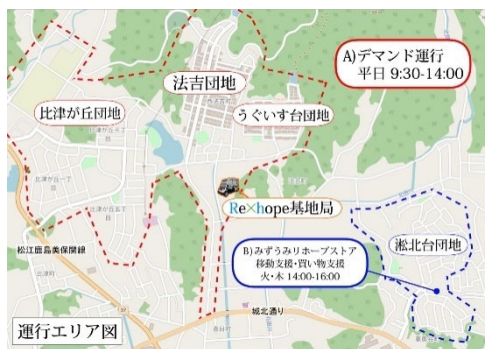 A)デマンド運行
平日 9:30-14:00
法吉団地
比津が丘団地
うぐいす台団地
Re×hope基地局
淞北台団地
B)みずうみリホープストア
移動支援・買い物支援
火・木 14:00-16:00
松江鹿島美保関線
城北通り
運行エリア図